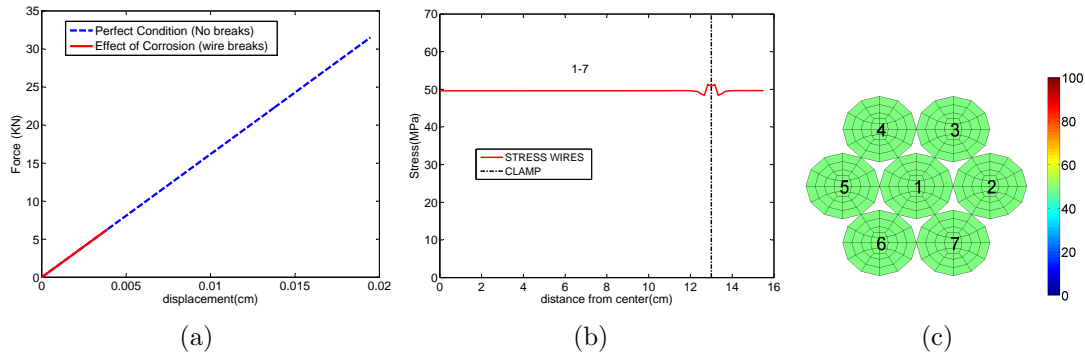 Force (KN)
35
30
25
20
15
10
5
0
Perfect Condition (No breaks)
Effect of Corrosion (wire breaks)
0 0.005 0.01 0.015 0.02
displacement(cm)
(a)
Stress(MPa)
70
60
50
40
30
20
10
0
1-7
STRESS WIRES
CLAMP
0 2 4 6 8 10 12 14 16
distance from center(cm)
(b)
4 3
5 1 2
6 7
100
80
60
40
20
0
(c)